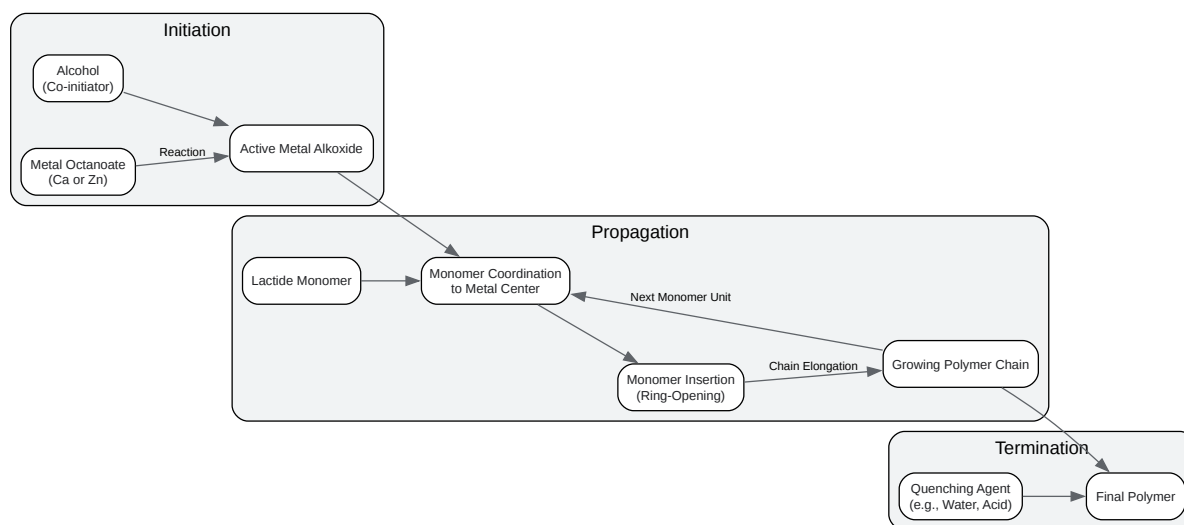 Initiation
Alcohol
(Co-initiator)
Reaction
Metal Octanoate
(Ca or Zn)
Active Metal Alkoxide
Propagation
Lactide Monomer
Monomer Coordination
to Metal Center
Next Monomer Unit
Monomer Insertion
(Ring-Opening)
Chain Elongation
Growing Polymer Chain
Termination
Quenching Agent
(e.g., Water, Acid)
Final Polymer